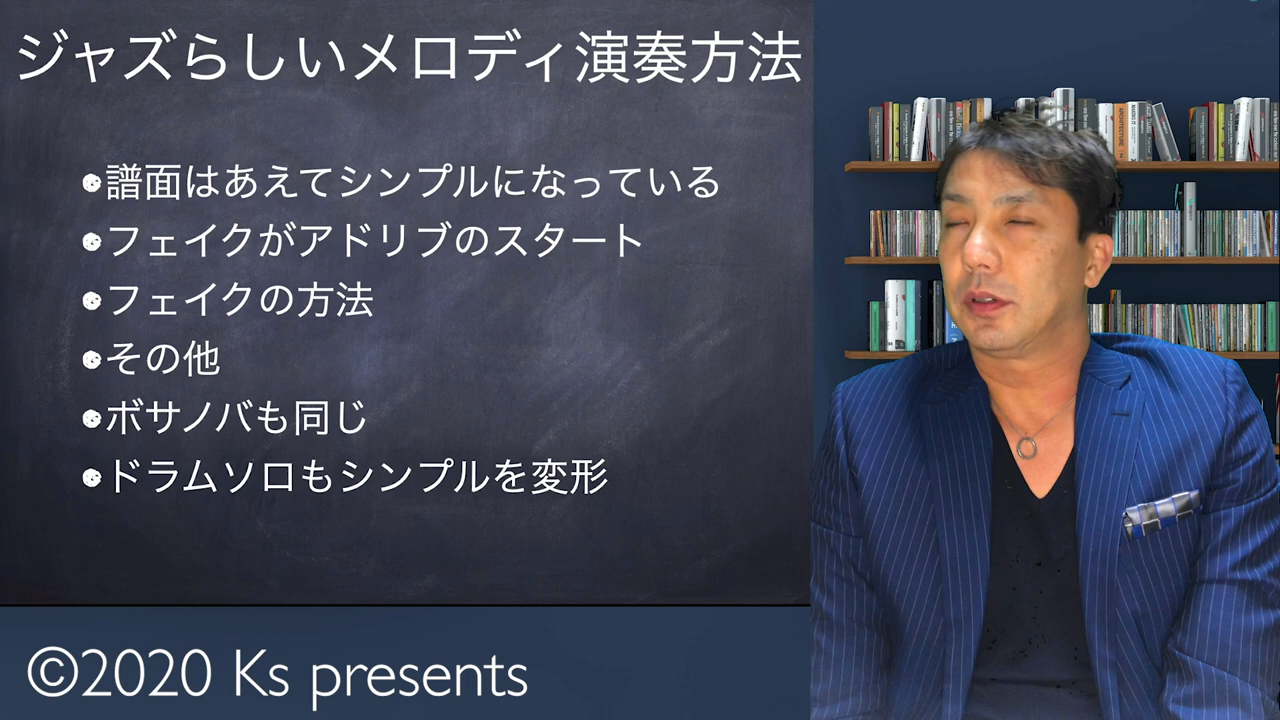 ジャズらしいメロディ演奏方法
●譜面はあえてシンプルになっている
●フェイクがアドリブのスタート
●フェイクの方法
●その他
●ボサノバも同じ
●ドラムソロもシンプルを変形
©2020 Ks presents